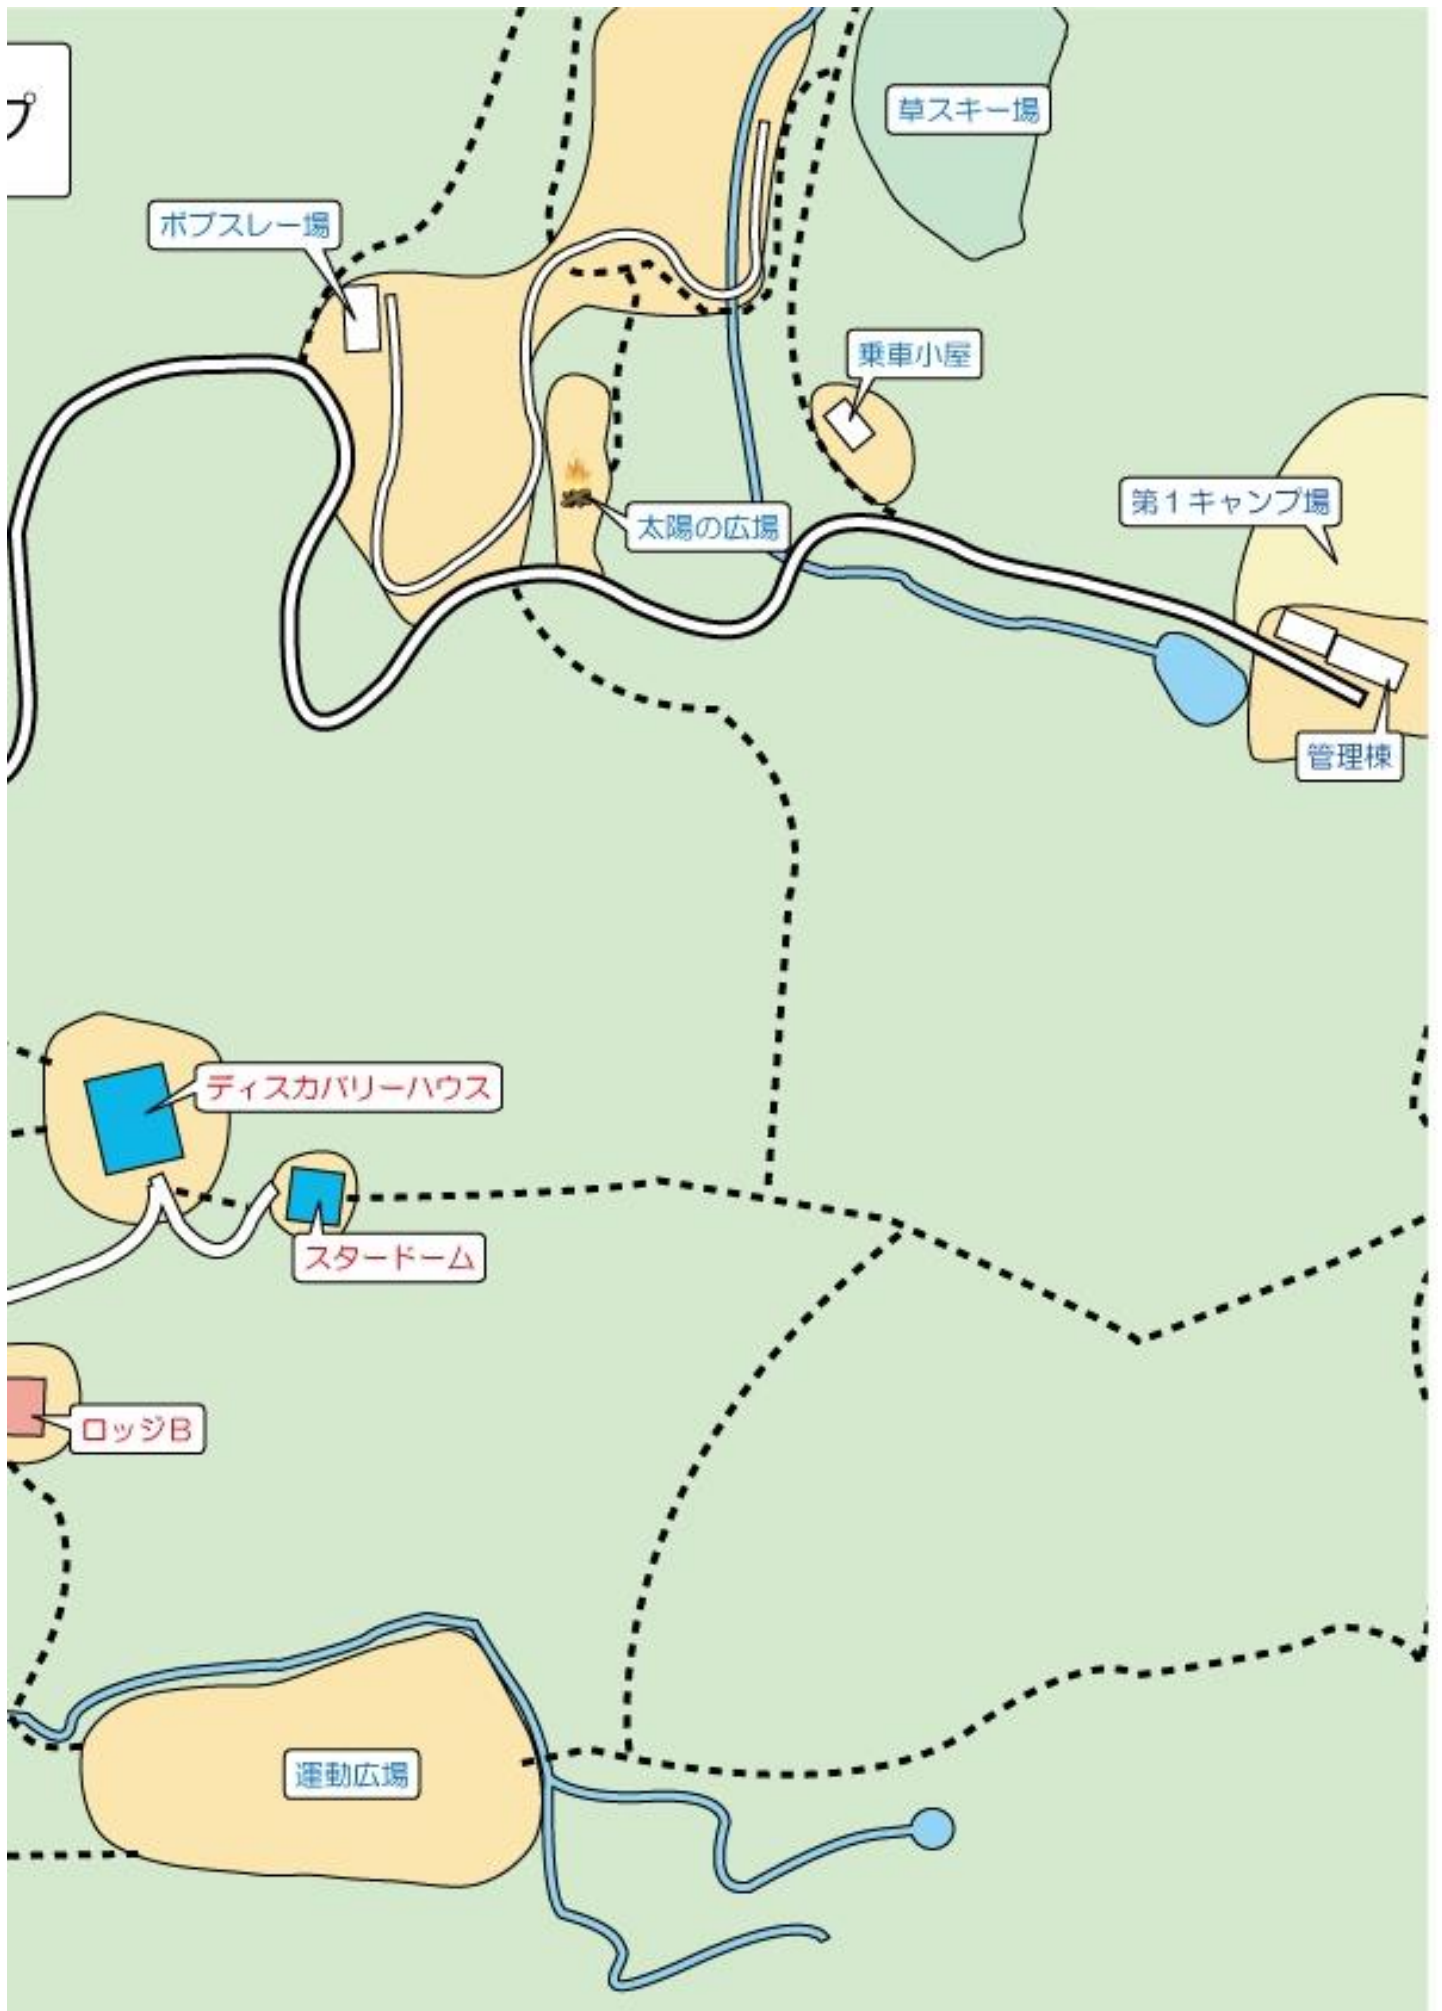 プ
草スキー場
ボブスレー場
乗車小屋
第1キャンプ場
太陽の広場
管理棟
ディスカバリーハウス
スタードーム
ロッジB
運動広場